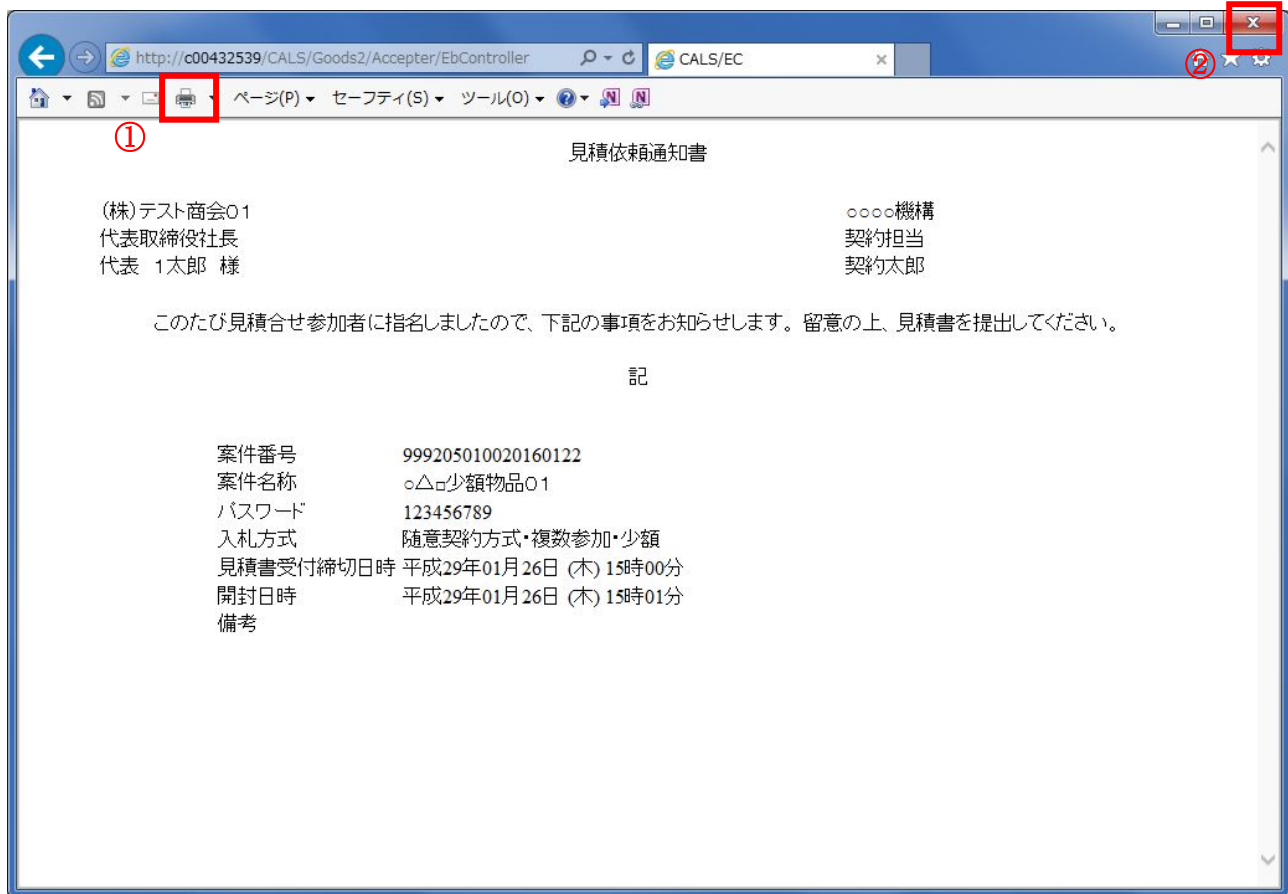 http://c00432539/CALS/Goods2/Accepter/EbController
CALS/EC
②
ページ(P)
セーフティ(S)
ツール(O)
①
見積依頼通知書
(株)テスト商会01
○○○○機構
代表取締役社長
契約担当
代表 1太郎 様
契約太郎
このたび見積合せ参加者に指名しましたので、下記の事項をお知らせします。留意の上、見積書を提出してください。
記
案件番号 999205010020160122
案件名称 ○△□少額物品01
パスワード 123456789
入札方式 随意契約方式・複数参加・少額
見積書受付締切日時 平成29年01月26日 (木) 15時00分
開封日時 平成29年01月26日 (木) 15時01分
備考